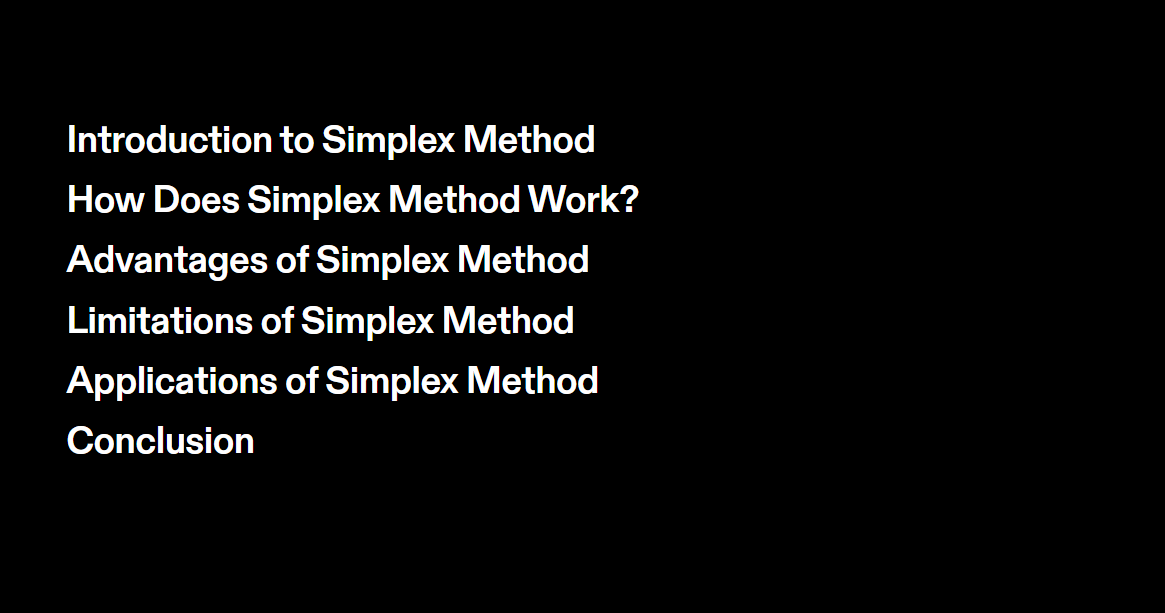 Introduction to Simplex Method
How Does Simplex Method Work?
Advantages of Simplex Method
Limitations of Simplex Method
Applications of Simplex Method
Conclusion